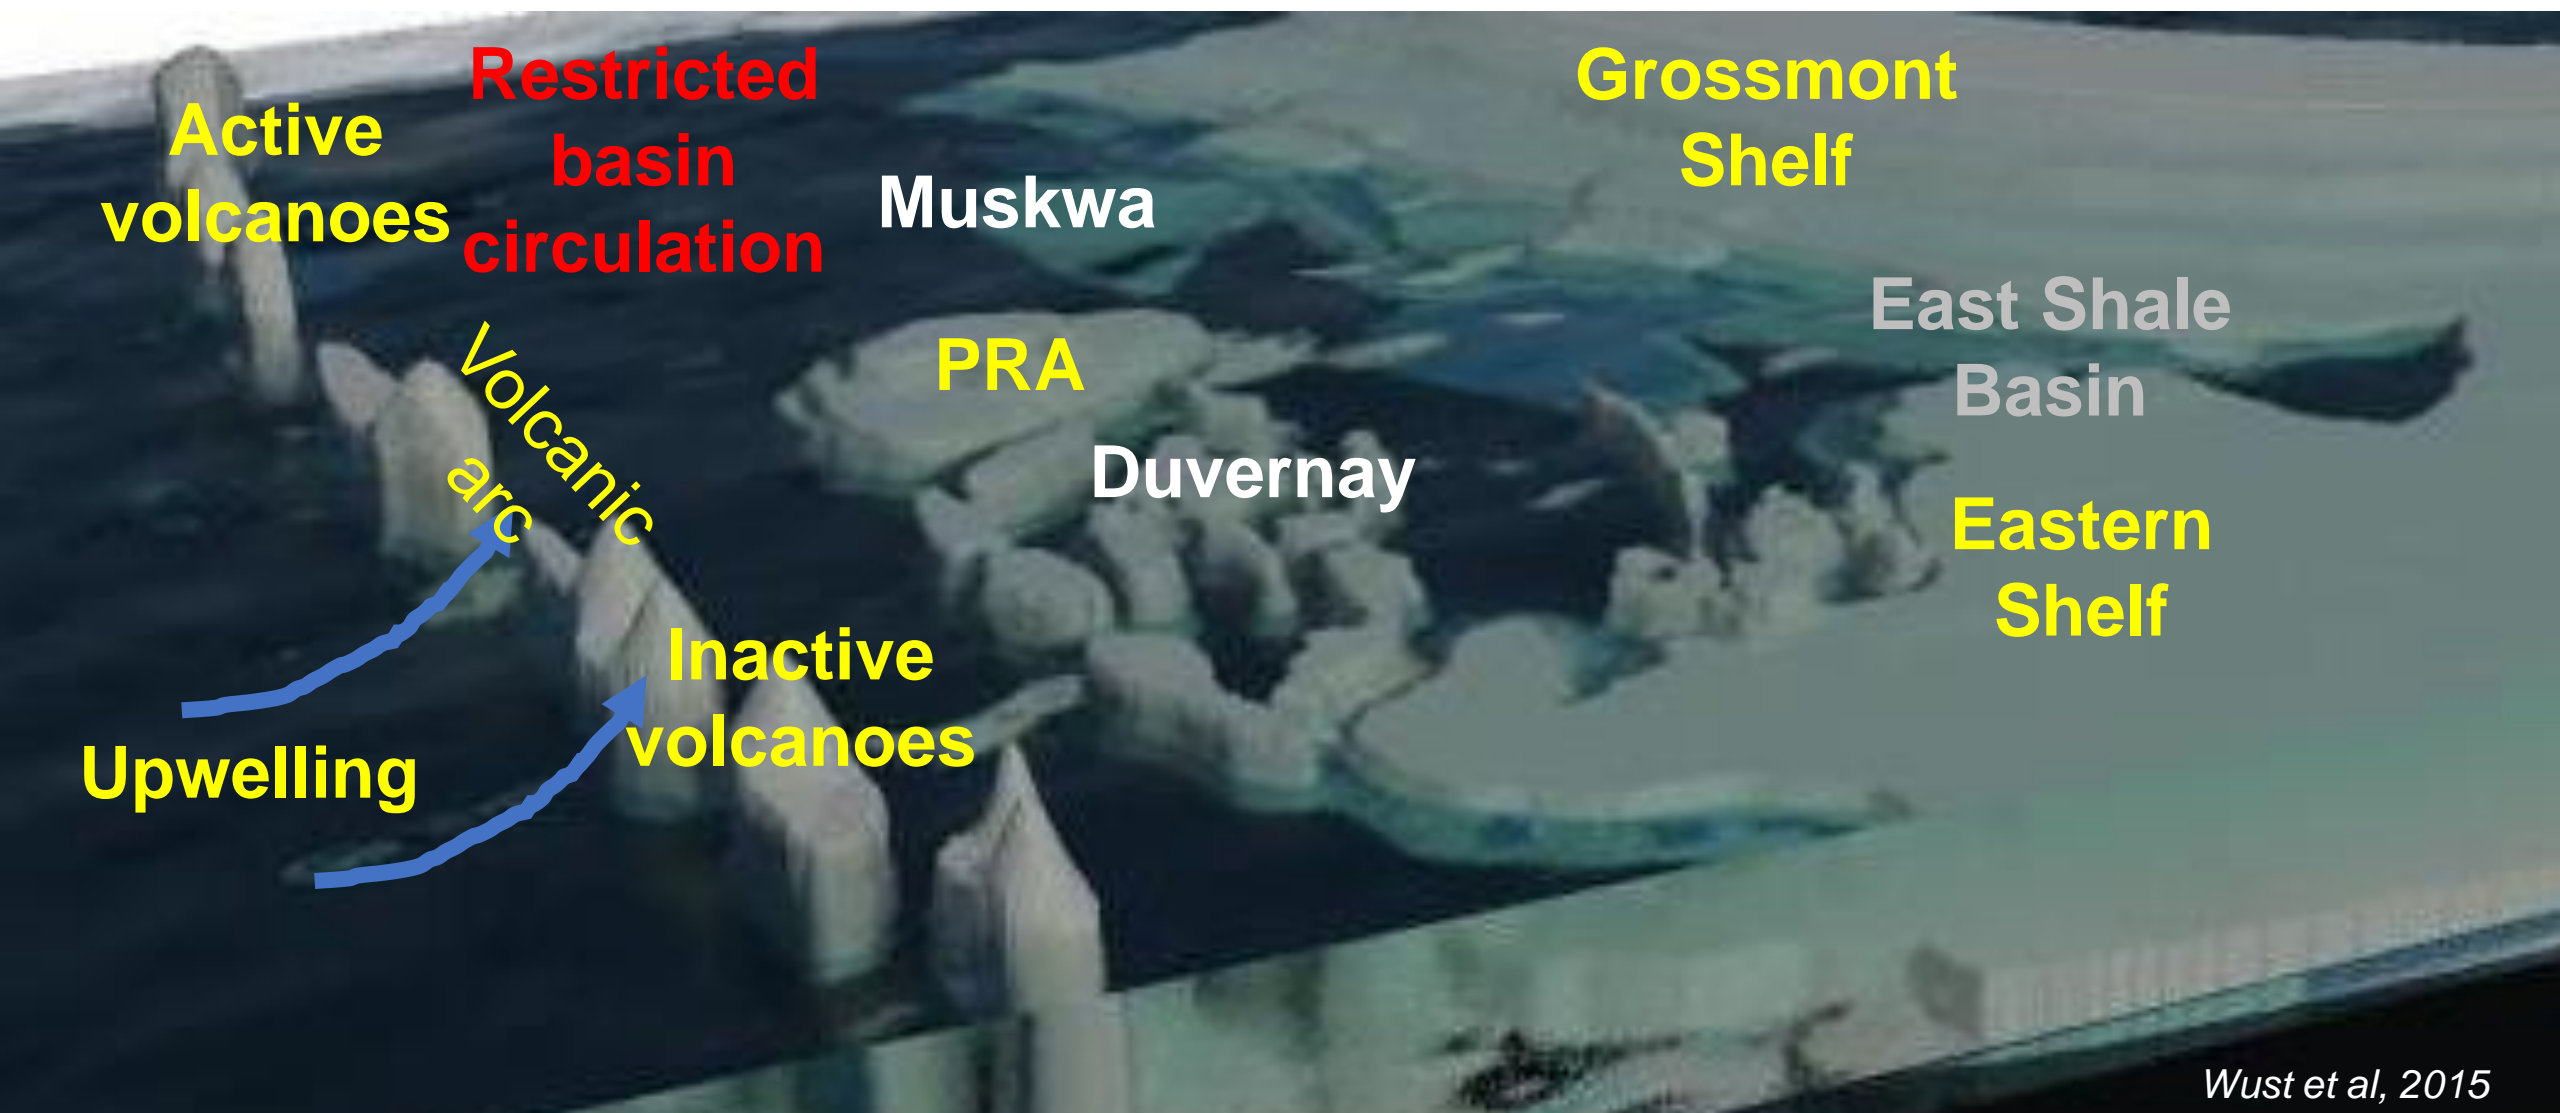 Active
volcanoes
Restricted
basin
circulation
Muskwa
Grossmont
Shelf
East Shale
Basin
PRA
Volcanic
arc
Duvernay
Eastern
Shelf
Inactive
volcanoes
Upwelling
Wust et al, 2015